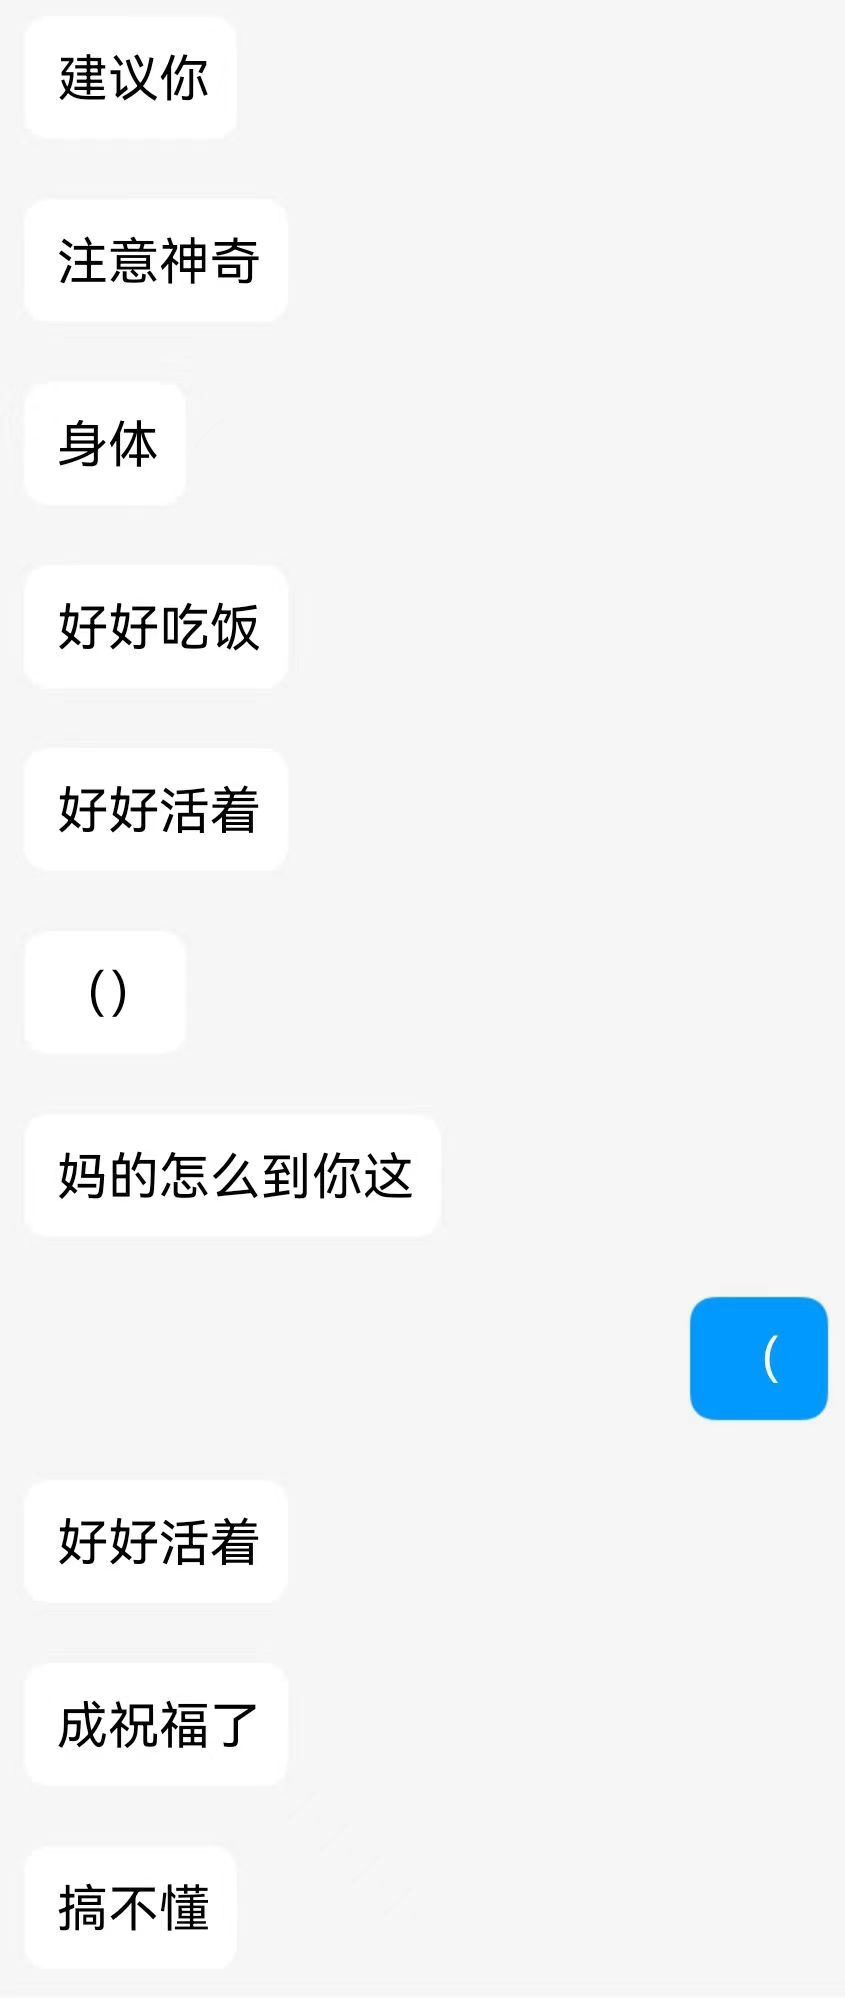 建议你
注意神奇
身体
好好吃饭
好好活着
（）
妈的怎么到你这
（
好好活着
成祝福了
搞不懂